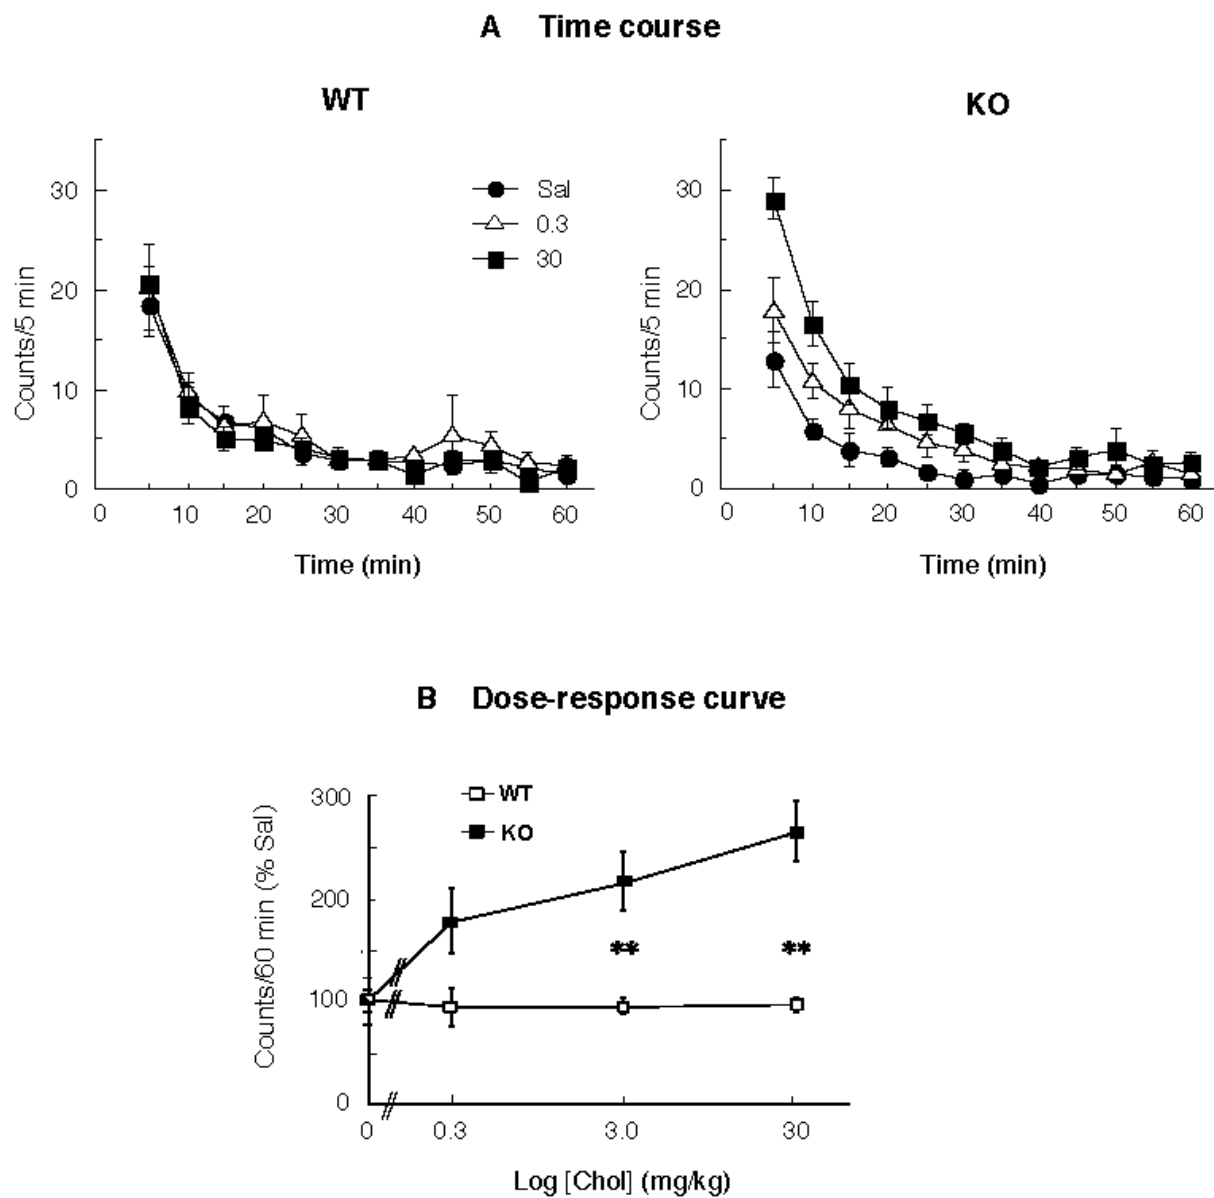 A Time course
WT
KO
Counts/5 min
30
20
10
0
Sal
0.3
30
0 10 20 30 40 50 60
Time (min)
Counts/5 min
30
20
10
0
0 10 20 30 40 50 60
Time (min)
B Dose-response curve
Counts/60 min (% Sal)
300
200
100
0
WT
KO
**
**
0 0.3 3.0 30
Log [Chol] (mg/kg)